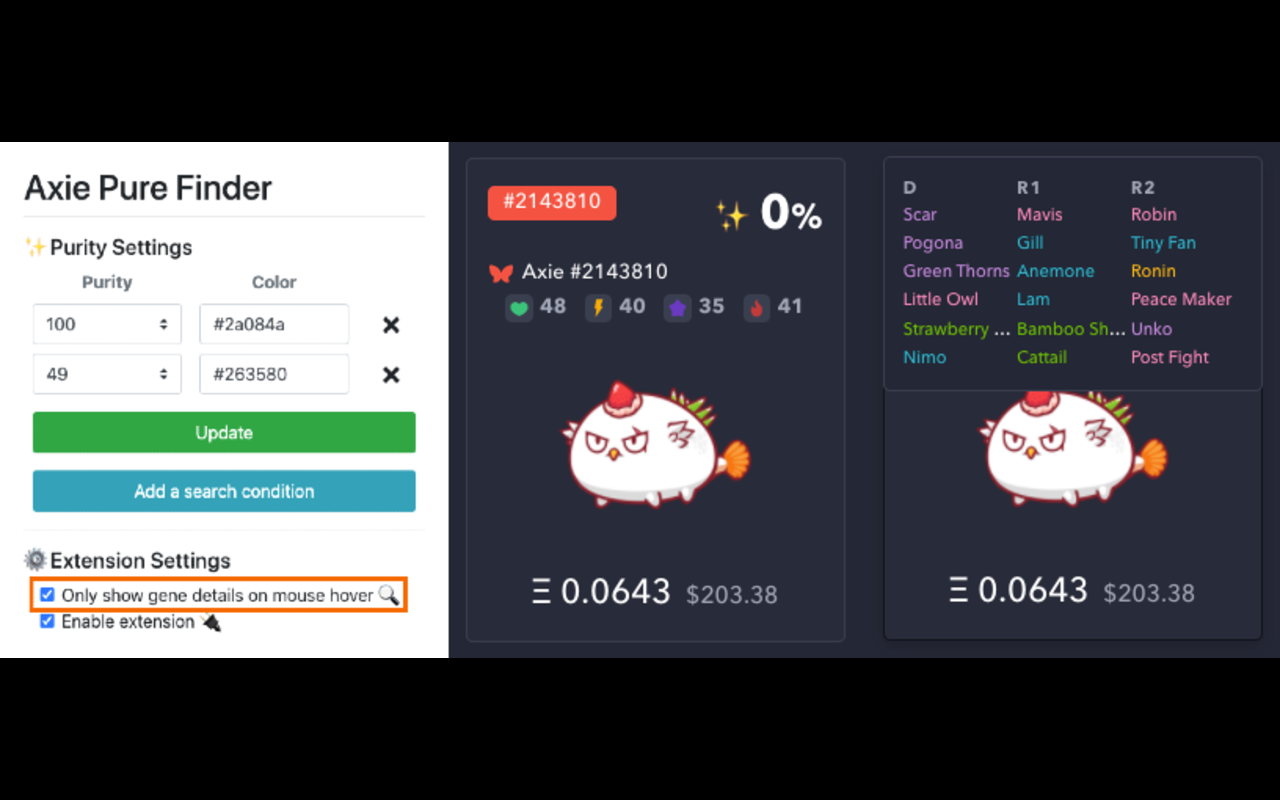 Axie Pure Finder
✨ Purity Settings
Purity Color
100 #2a084a
49 #263580
Update
Add a search condition
Extension Settings
Only show gene details on mouse hover
Enable extension
#2143810
0%
Axie #2143810
48 40 35 41
Ξ 0.0643 $203.38
D R1 R2
Scar Mavis Robin
Pogona Gill Tiny Fan
Green Thorns Anemone Ronin
Little Owl Lam Peace Maker
Strawberry ... Bamboo Sh... Unko
Nimo Cattail Post Fight
Ξ 0.0643 $203.38